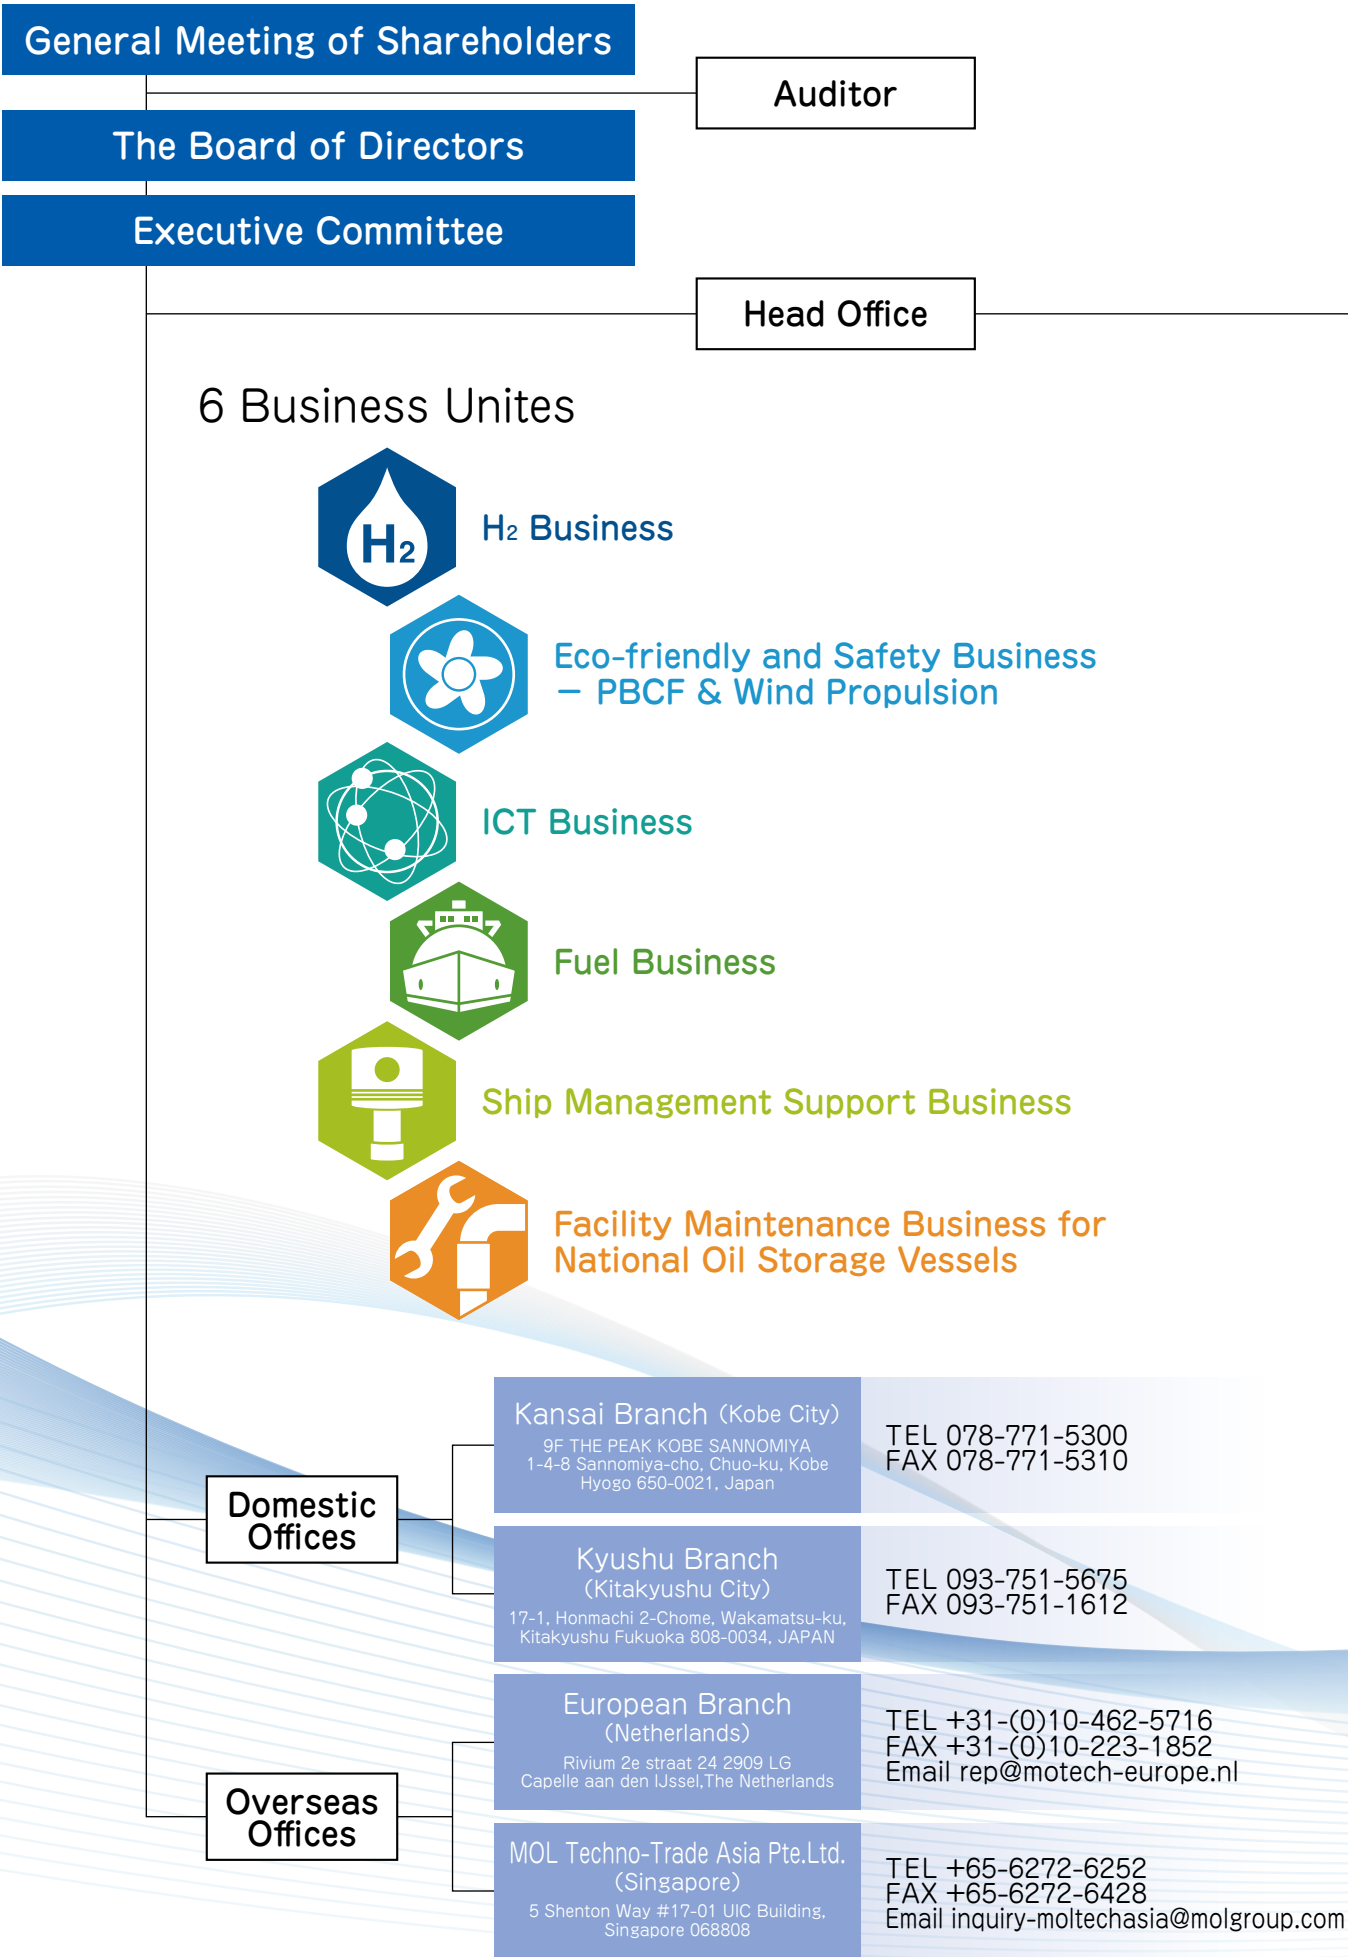 General Meeting of Shareholders
Auditor
The Board of Directors
Executive Committee
Head Office
6 Business Unites
H2
H2 Business
Eco-friendly and Safety Business
− PBCF & Wind Propulsion
ICT Business
Fuel Business
Ship Management Support Business
Facility Maintenance Business for
National Oil Storage Vessels
Domestic
Offices
Kansai Branch (Kobe City)
9F THE PEAK KOBE SANNOMIYA
1-4-8 Sannomiya-cho, Chuo-ku, Kobe
Hyogo 650-0021, Japan
TEL 078-771-5300
FAX 078-771-5310
Kyushu Branch
(Kitakyushu City)
17-1, Honmachi 2-Chome, Wakamatsu-ku,
Kitakyushu Fukuoka 808-0034, JAPAN
TEL 093-751-5675
FAX 093-751-1612
Overseas
Offices
European Branch
(Netherlands)
Rivium 2e straat 24 2909 LG
Capelle aan den IJssel,The Netherlands
TEL +31-(0)10-462-5716
FAX +31-(0)10-223-1852
Email rep@motech-europe.nl
MOL Techno-Trade Asia Pte.Ltd.
(Singapore)
5 Shenton Way #17-01 UIC Building,
Singapore 068808
TEL +65-6272-6252
FAX +65-6272-6428
Email inquiry-moltechasia@molgroup.com